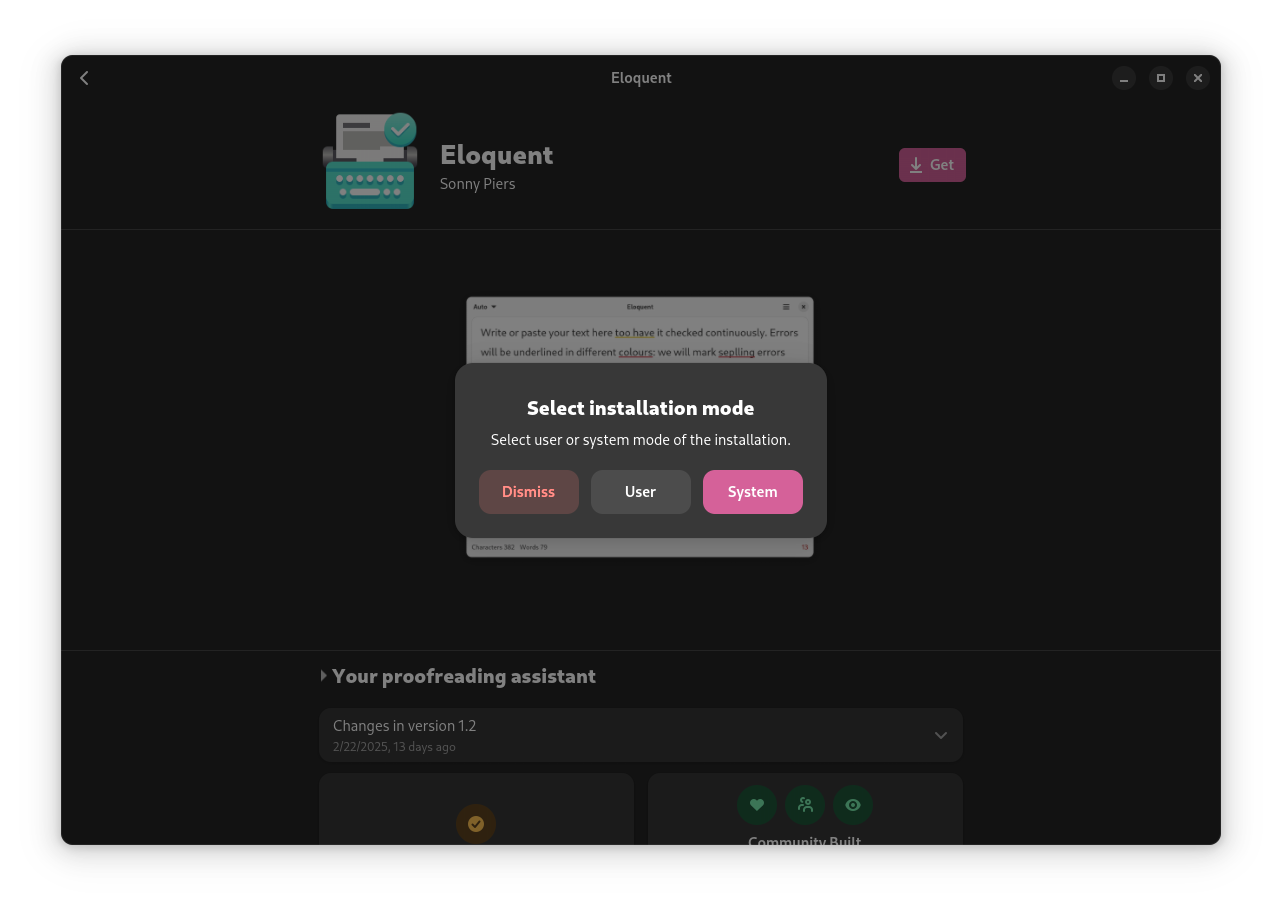 Eloquent
Eloquent
Sonny Piers
Get
Auto
Eloquent
Write or paste your text here too have it checked continuously. Errors
will be underlined in different colours: we will mark seplling errors
Select installation mode
Select user or system mode of the installation.
Dismiss
User
System
Characters 382 Words 79
13
Your proofreading assistant
Changes in version 1.2
2/22/2025, 13 days ago
Community Built